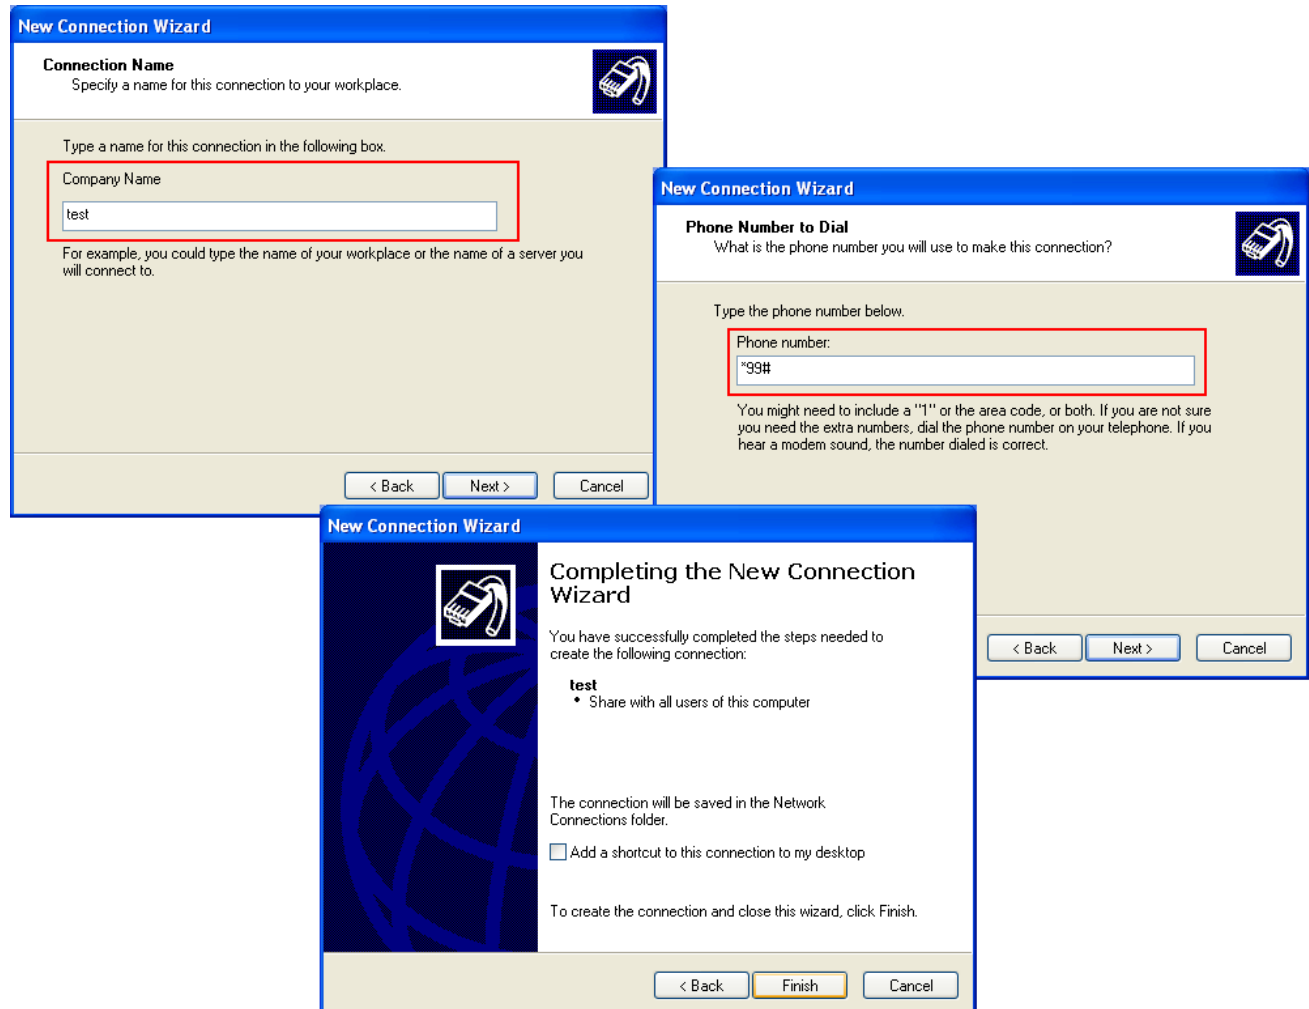 New Connection Wizard
Connection Name
Specify a name for this connection to your workplace.
Type a name for this connection in the following box.
Company Name
test
For example, you could type the name of your workplace or the name of a server you
will connect to.
< Back Next > Cancel
New Connection Wizard
Phone Number to Dial
What is the phone number you will use to make this connection?
Type the phone number below.
Phone number:
*99#
You might need to include a "1" or the area code, or both. If you are not sure
you need the extra numbers, dial the phone number on your telephone. If you
hear a modem sound, the number dialed is correct.
< Back Next > Cancel
New Connection Wizard
Completing the New Connection
Wizard
You have successfully completed the steps needed to
create the following connection:
test
• Share with all users of this computer
The connection will be saved in the Network
Connections folder.
Add a shortcut to this connection to my desktop
To create the connection and close this wizard, click Finish.
< Back Finish Cancel